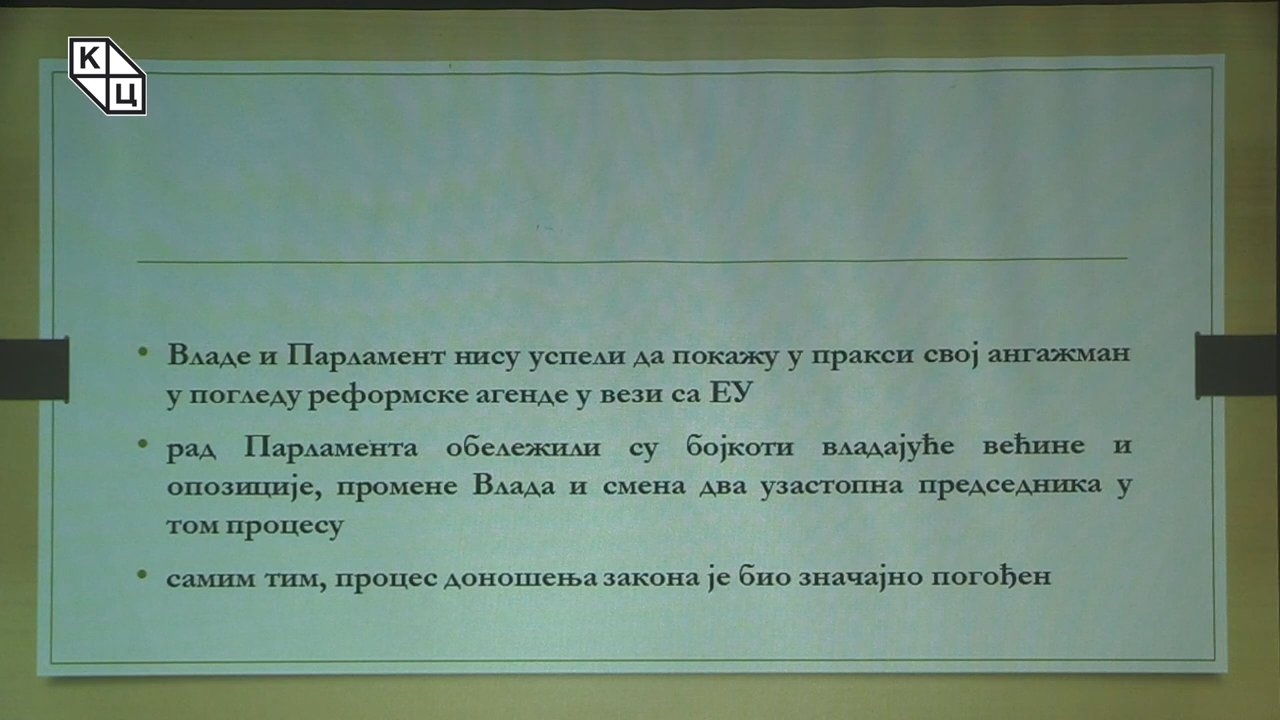 К
Ц
Владе и Парламент нису успели да покажу у пракси свој ангажман
у погледу реформске агенде у вези са ЕУ
рад Парламента обележили су бојкоти владајуће већине и
опозиције, промене Влада и смена два узастопна председника у
том процесу
самим тим, процес доношења закона је био значајно погођен